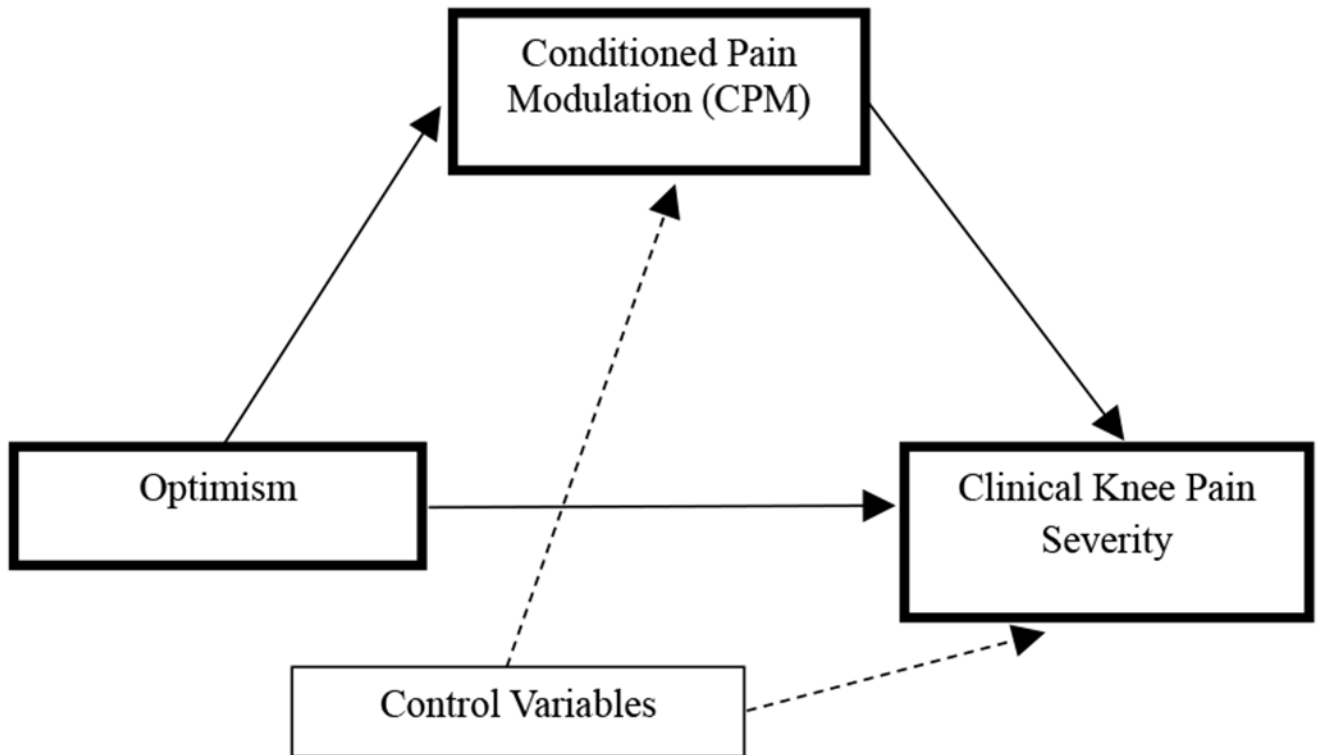 Conditioned Pain
Modulation (CPM)
Optimism
Clinical Knee Pain
Severity
Control Variables